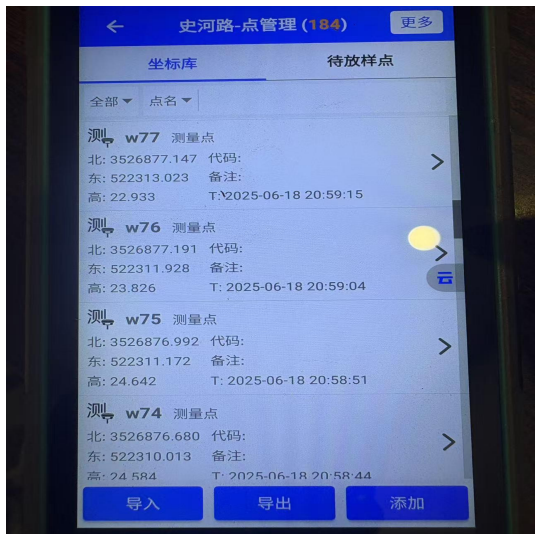 ← 史河路-点管理 (184) 更多
坐标库 待放样点
全部 点名
测 w77 测量点
北: 3526877.147 代码:
东: 522313.023 备注:
高: 22.933 T: 2025-06-18 20:59:15
测 w76 测量点
北: 3526877.191 代码:
东: 522311.928 备注:
云
高: 23.826 T: 2025-06-18 20:59:04
测 w75 测量点
北: 3526876.992 代码:
东: 522311.172 备注:
高: 24.642 T: 2025-06-18 20:58:51
测 w74 测量点
北: 3526876.680 代码:
东: 522310.013 备注:
高: 24.584 T: 2025-06-18 20:58:44
导入 导出 添加